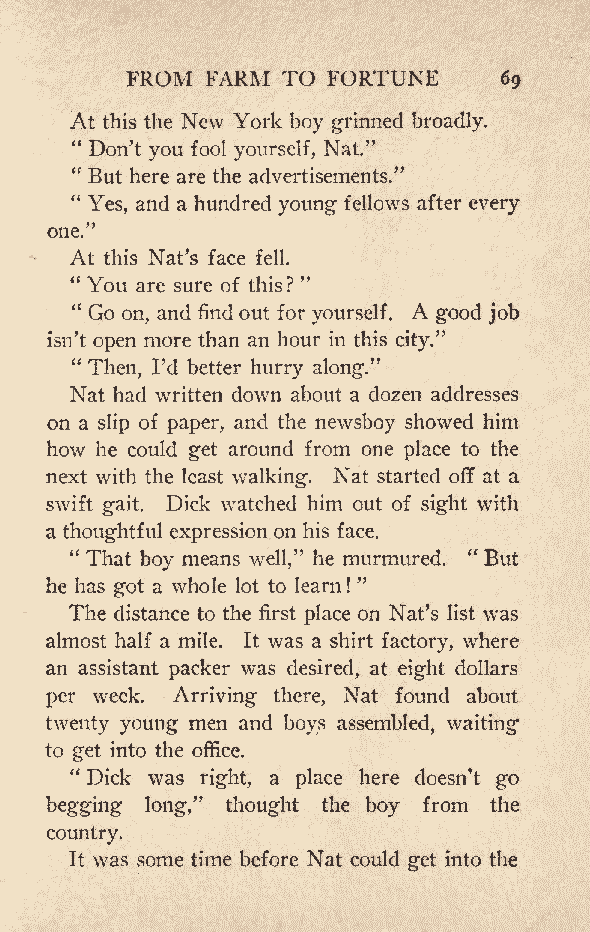 FROM FARM TO FORTUNE 69
At this the New York boy grinned broadly.
“ Don’t you fool yourself, Nat.”
“ But here are the advertisements.”
“ Yes, and a hundred young fellows after every
one.”
At this Nat’s face fell.
“ You are sure of this? ”
“ Go on, and find out for yourself. A good job
isn’t open more than an hour in this city.”
“ Then, I’d better hurry along.”
Nat had written down about a dozen addresses
on a slip of paper, and the newsboy showed him
how he could get around from one place to the
next with the least walking. Nat started off at a
swift gait. Dick watched him out of sight with
a thoughtful expression on his face.
“ That boy means well,” he murmured. “ But
he has got a whole lot to learn! ”
The distance to the first place on Nat’s list was
almost half a mile. It was a shirt factory, where
an assistant packer was desired, at eight dollars
per week. Arriving there, Nat found about
twenty young men and boys assembled, waiting
to get into the office.
“ Dick was right, a place here doesn’t go
begging long,” thought the boy from the
country.
It was some time before Nat could get into the